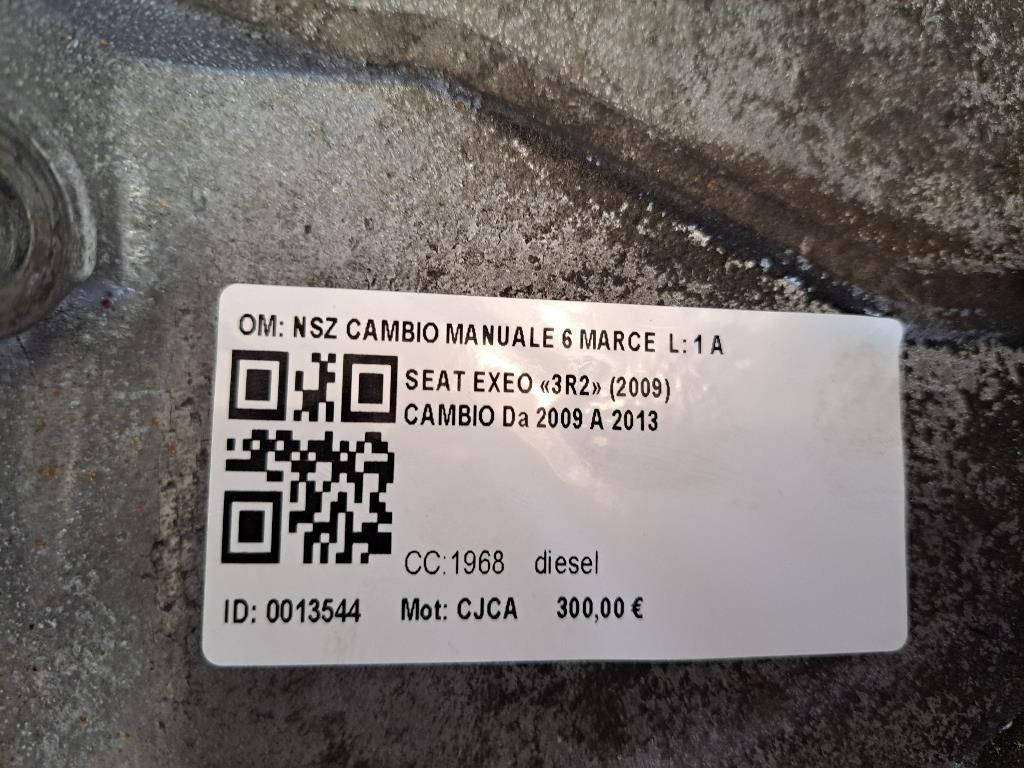 OM: NSZ CAMBIO MANUALE 6 MARCE L: 1 A
SEAT EXEO «3R2» (2009)
CAMBIO Da 2009 A 2013
CC:1968 diesel
ID: 0013544 Mot: CJCA 300,00 €